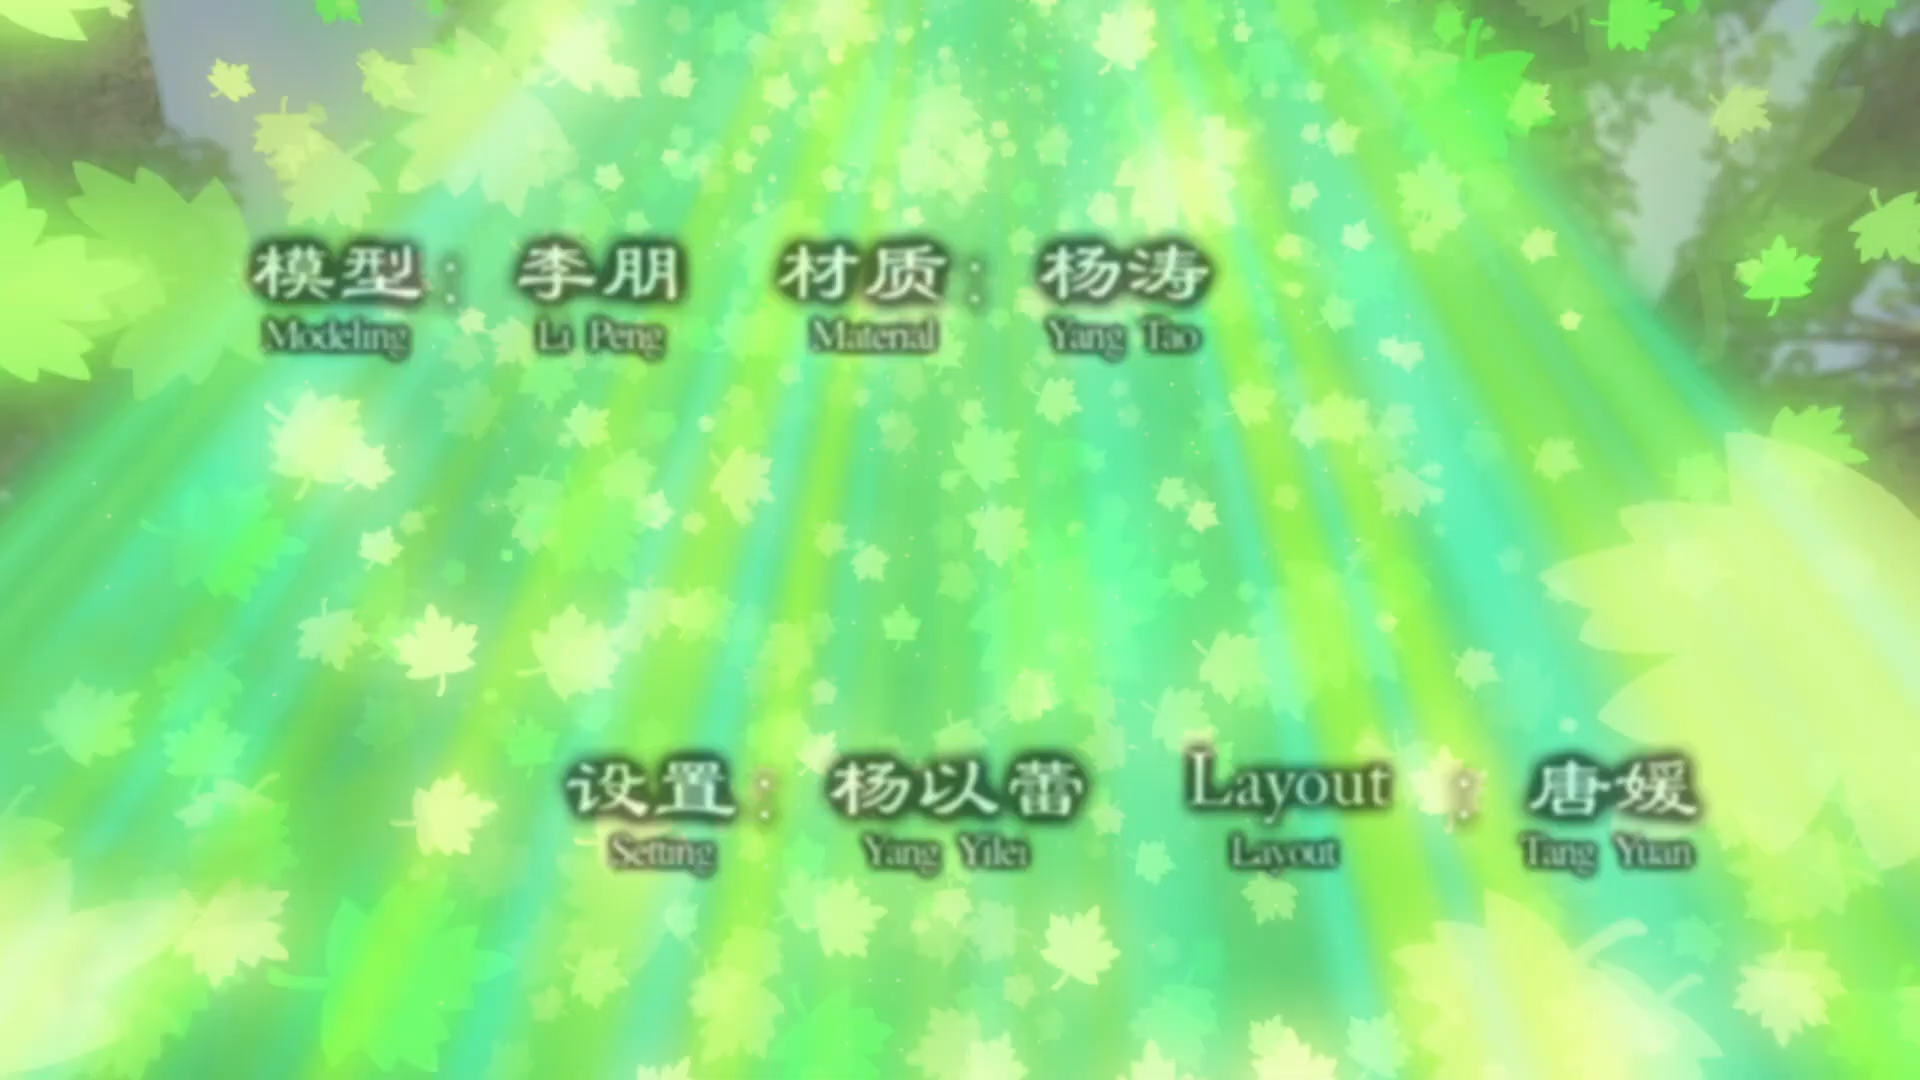 模型： 李朋 材质： 杨涛
Modeling Li Peng Material Yang Tao
设置： 杨以蕾 Layout ： 唐媛
Setting Yang Yilei Layout Tang Yuan